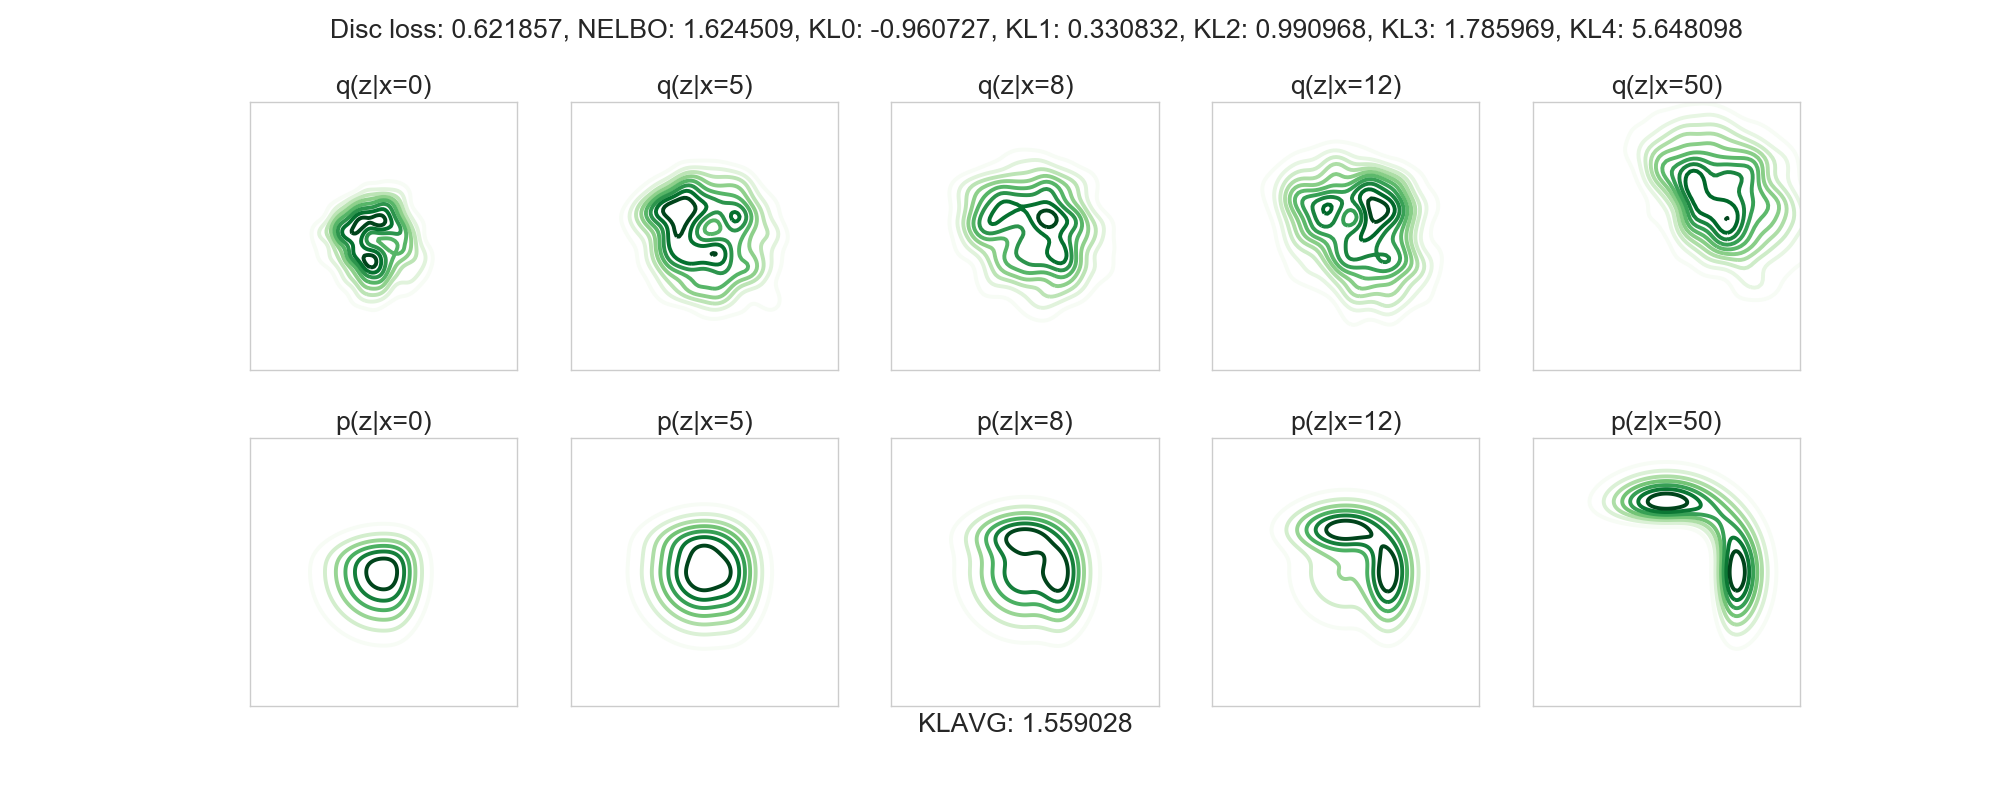 Disc loss: 0.621857, NELBO: 1.624509, KL0: -0.960727, KL1: 0.330832, KL2: 0.990968, KL3: 1.785969, KL4: 5.648098
q(z|x=0) q(z|x=5) q(z|x=8) q(z|x=12) q(z|x=50)
p(z|x=0) p(z|x=5) p(z|x=8) p(z|x=12) p(z|x=50)
KLAVG: 1.559028